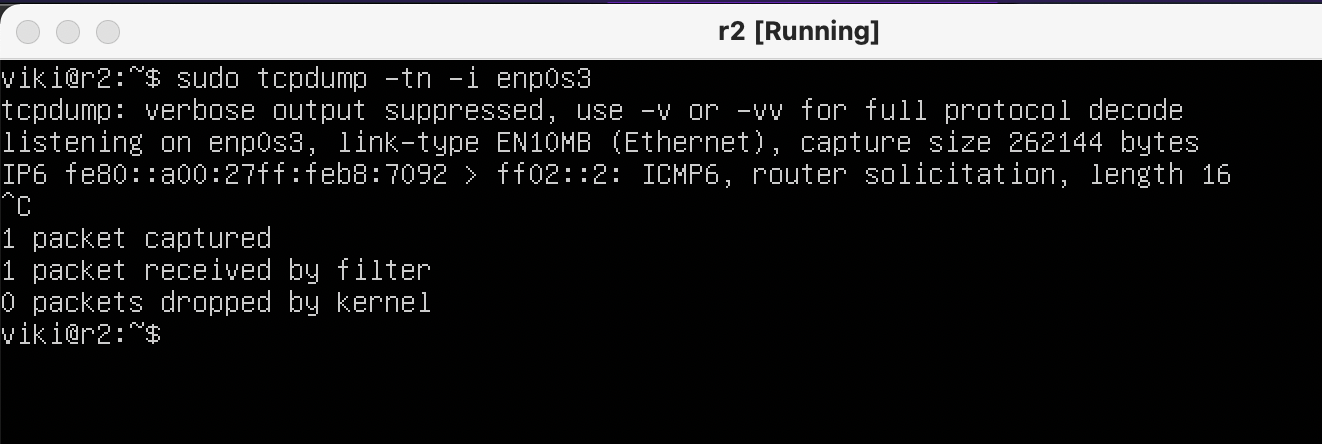 r2 [Running]
viki@r2:~$ sudo tcpdump -tn -i enp0s3
tcpdump: verbose output suppressed, use -v or -vv for full protocol decode
listening on enp0s3, link-type EN10MB (Ethernet), capture size 262144 bytes
IP6 fe80::a00:27ff:feb8:7092 > ff02::2: ICMP6, router solicitation, length 16
^C
1 packet captured
1 packet received by filter
0 packets dropped by kernel
viki@r2:~$